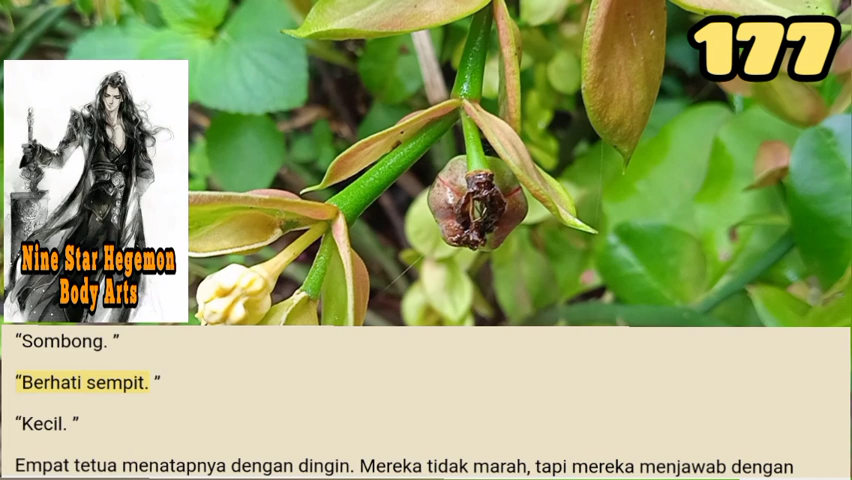 177
Nine Star Hegemon
Body Arts
“Sombong. ”
“Berhati sempit. ”
“Kecil. ”
Empat tetua menatapnya dengan dingin. Mereka tidak marah, tapi mereka menjawab dengan